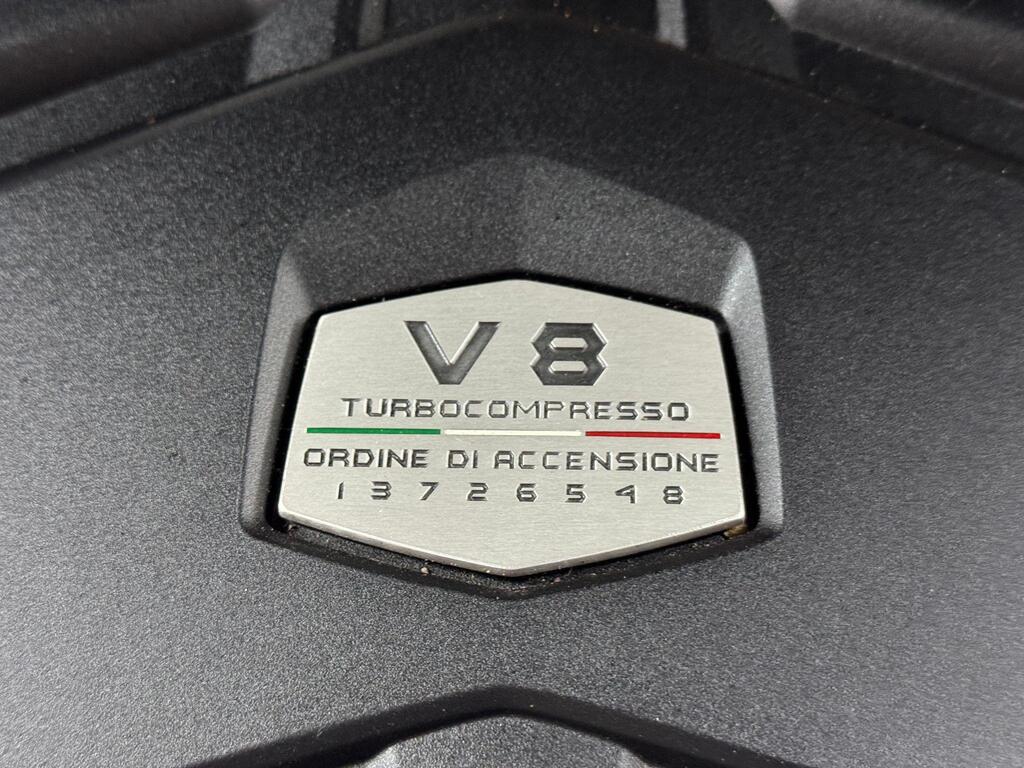 V8
TURBOCOMPRESSO
ORDINE DI ACCENSIONE
1 3 7 2 6 5 4 8